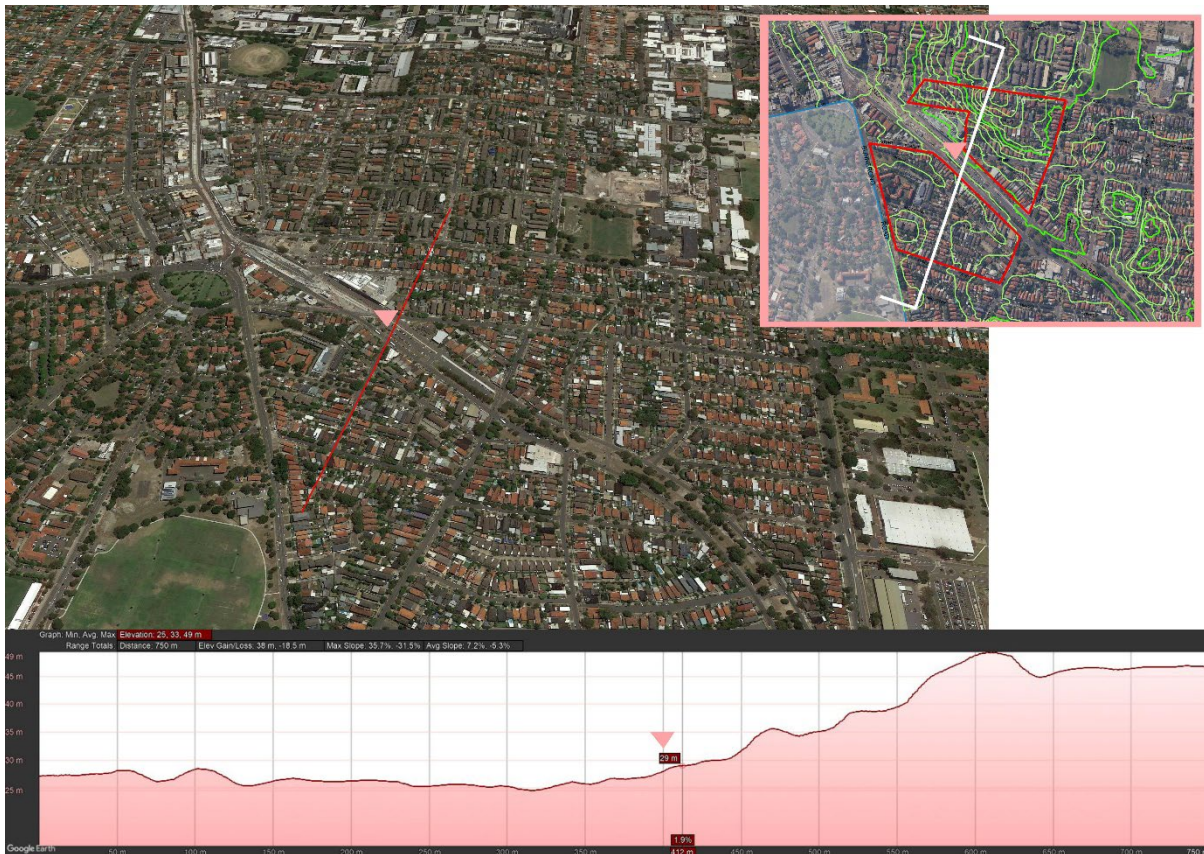 Graph: Min, Avg, Max Elevation: 25, 33, 49 m
Range Totals Distance: 750 m Elev Gain/Loss: 38 m, -18.5 m Max Slope: 35.7%, -31.5% Avg Slope: 7.2%, -5.3%
49 m
45 m
40 m
35 m
30 m
25 m
29 m
1.9%
Google Earth
50 m 100 m 150 m 200 m 250 m 300 m 350 m 412 m 450 m 500 m 550 m 600 m 650 m 700 m 750 m